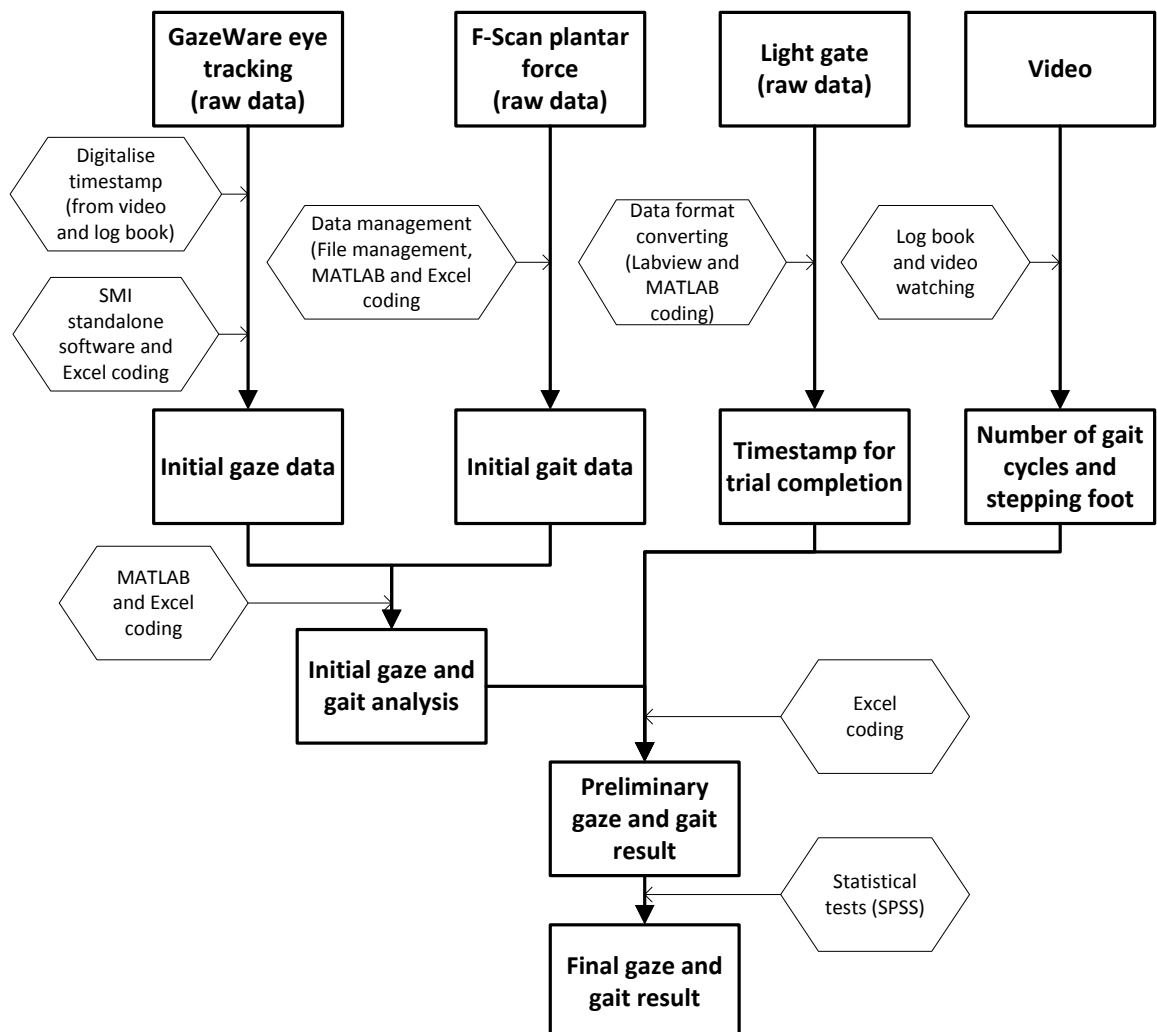 GazeWare eye
tracking
(raw data)
F-Scan plantar
force
(raw data)
Light gate
(raw data)
Video
Digitalise
timestamp
(from video
and log book)
Data management
(File management,
MATLAB and Excel
coding
Data format
converting
(Labview and
MATLAB
coding)
Log book
and video
watching
SMI
standalone
software and
Excel coding
Initial gaze data
Initial gait data
Timestamp for
trial completion
Number of gait
cycles and
stepping foot
MATLAB
and Excel
coding
Initial gaze and
gait analysis
Excel
coding
Preliminary
gaze and gait
result
Statistical
tests (SPSS)
Final gaze and
gait result